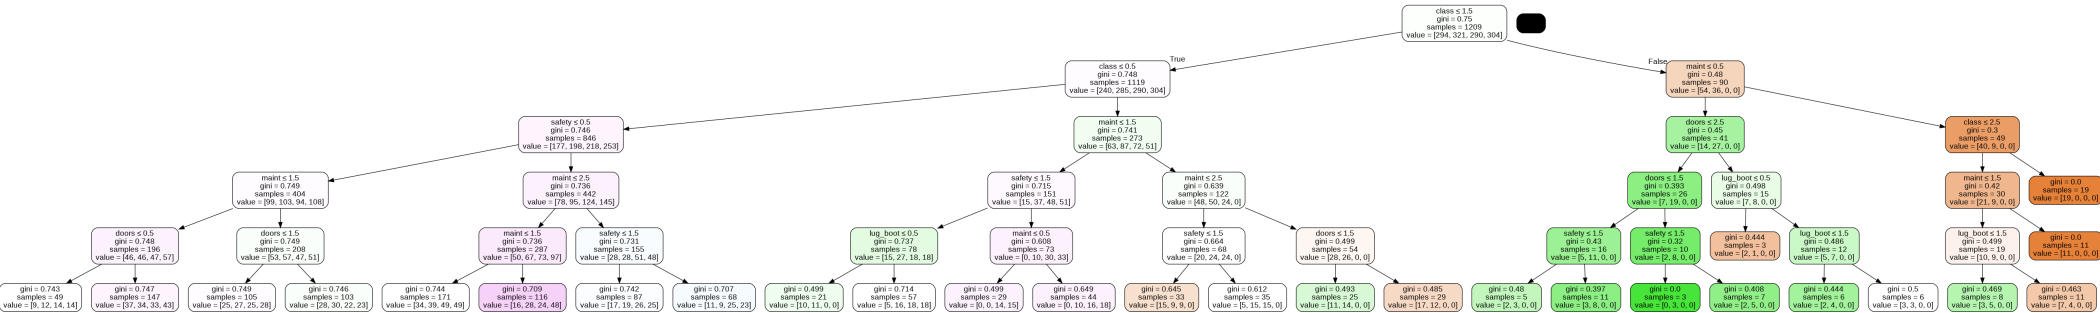 class ≤ 1.5
gini = 0.75
samples = 1209
value = [294, 321, 290, 304]
True
False
class ≤ 0.5
gini = 0.748
samples = 1119
value = [240, 285, 290, 304]
maint ≤ 0.5
gini = 0.48
samples = 90
value = [54, 36, 0, 0]
safety ≤ 0.5
gini = 0.746
samples = 846
value = [177, 198, 218, 253]
maint ≤ 1.5
gini = 0.741
samples = 273
value = [63, 87, 72, 51]
doors ≤ 2.5
gini = 0.45
samples = 41
value = [14, 27, 0, 0]
class ≤ 2.5
gini = 0.3
samples = 49
value = [40, 9, 0, 0]
maint ≤ 1.5
gini = 0.749
samples = 404
value = [99, 103, 94, 108]
maint ≤ 2.5
gini = 0.736
samples = 442
value = [78, 95, 124, 145]
safety ≤ 1.5
gini = 0.715
samples = 151
value = [15, 37, 48, 51]
maint ≤ 2.5
gini = 0.639
samples = 122
value = [48, 50, 24, 0]
doors ≤ 1.5
gini = 0.393
samples = 26
value = [7, 19, 0, 0]
lug_boot ≤ 0.5
gini = 0.498
samples = 15
value = [7, 8, 0, 0]
maint ≤ 1.5
gini = 0.42
samples = 30
value = [21, 9, 0, 0]
gini = 0.0
samples = 19
value = [19, 0, 0, 0]
doors ≤ 0.5
gini = 0.748
samples = 196
value = [46, 46, 47, 57]
doors ≤ 1.5
gini = 0.749
samples = 208
value = [53, 57, 47, 51]
maint ≤ 1.5
gini = 0.736
samples = 287
value = [50, 67, 73, 97]
safety ≤ 1.5
gini = 0.731
samples = 155
value = [28, 28, 51, 48]
lug_boot ≤ 0.5
gini = 0.737
samples = 78
value = [15, 27, 18, 18]
maint ≤ 0.5
gini = 0.608
samples = 73
value = [0, 10, 30, 33]
safety ≤ 1.5
gini = 0.664
samples = 68
value = [20, 24, 24, 0]
doors ≤ 1.5
gini = 0.499
samples = 54
value = [28, 26, 0, 0]
safety ≤ 1.5
gini = 0.43
samples = 16
value = [5, 11, 0, 0]
safety ≤ 1.5
gini = 0.32
samples = 10
value = [2, 8, 0, 0]
gini = 0.444
samples = 3
value = [2, 1, 0, 0]
lug_boot ≤ 1.5
gini = 0.486
samples = 12
value = [5, 7, 0, 0]
lug_boot ≤ 1.5
gini = 0.499
samples = 19
value = [10, 9, 0, 0]
gini = 0.0
samples = 11
value = [11, 0, 0, 0]
gini = 0.743
samples = 49
value = [9, 12, 14, 14]
gini = 0.747
samples = 147
value = [37, 34, 33, 43]
gini = 0.749
samples = 105
value = [25, 27, 25, 28]
gini = 0.746
samples = 103
value = [28, 30, 22, 23]
gini = 0.744
samples = 171
value = [34, 39, 49, 49]
gini = 0.709
samples = 116
value = [16, 28, 24, 48]
gini = 0.742
samples = 87
value = [17, 19, 26, 25]
gini = 0.707
samples = 68
value = [11, 9, 25, 23]
gini = 0.499
samples = 21
value = [10, 11, 0, 0]
gini = 0.714
samples = 57
value = [5, 16, 18, 18]
gini = 0.499
samples = 29
value = [0, 0, 14, 15]
gini = 0.649
samples = 44
value = [0, 10, 16, 18]
gini = 0.645
samples = 33
value = [15, 9, 9, 0]
gini = 0.612
samples = 35
value = [5, 15, 15, 0]
gini = 0.493
samples = 25
value = [11, 14, 0, 0]
gini = 0.485
samples = 29
value = [17, 12, 0, 0]
gini = 0.48
samples = 5
value = [2, 3, 0, 0]
gini = 0.397
samples = 11
value = [3, 8, 0, 0]
gini = 0.0
samples = 3
value = [0, 3, 0, 0]
gini = 0.408
samples = 7
value = [2, 5, 0, 0]
gini = 0.444
samples = 6
value = [2, 4, 0, 0]
gini = 0.5
samples = 6
value = [3, 3, 0, 0]
gini = 0.469
samples = 8
value = [3, 5, 0, 0]
gini = 0.463
samples = 11
value = [7, 4, 0, 0]